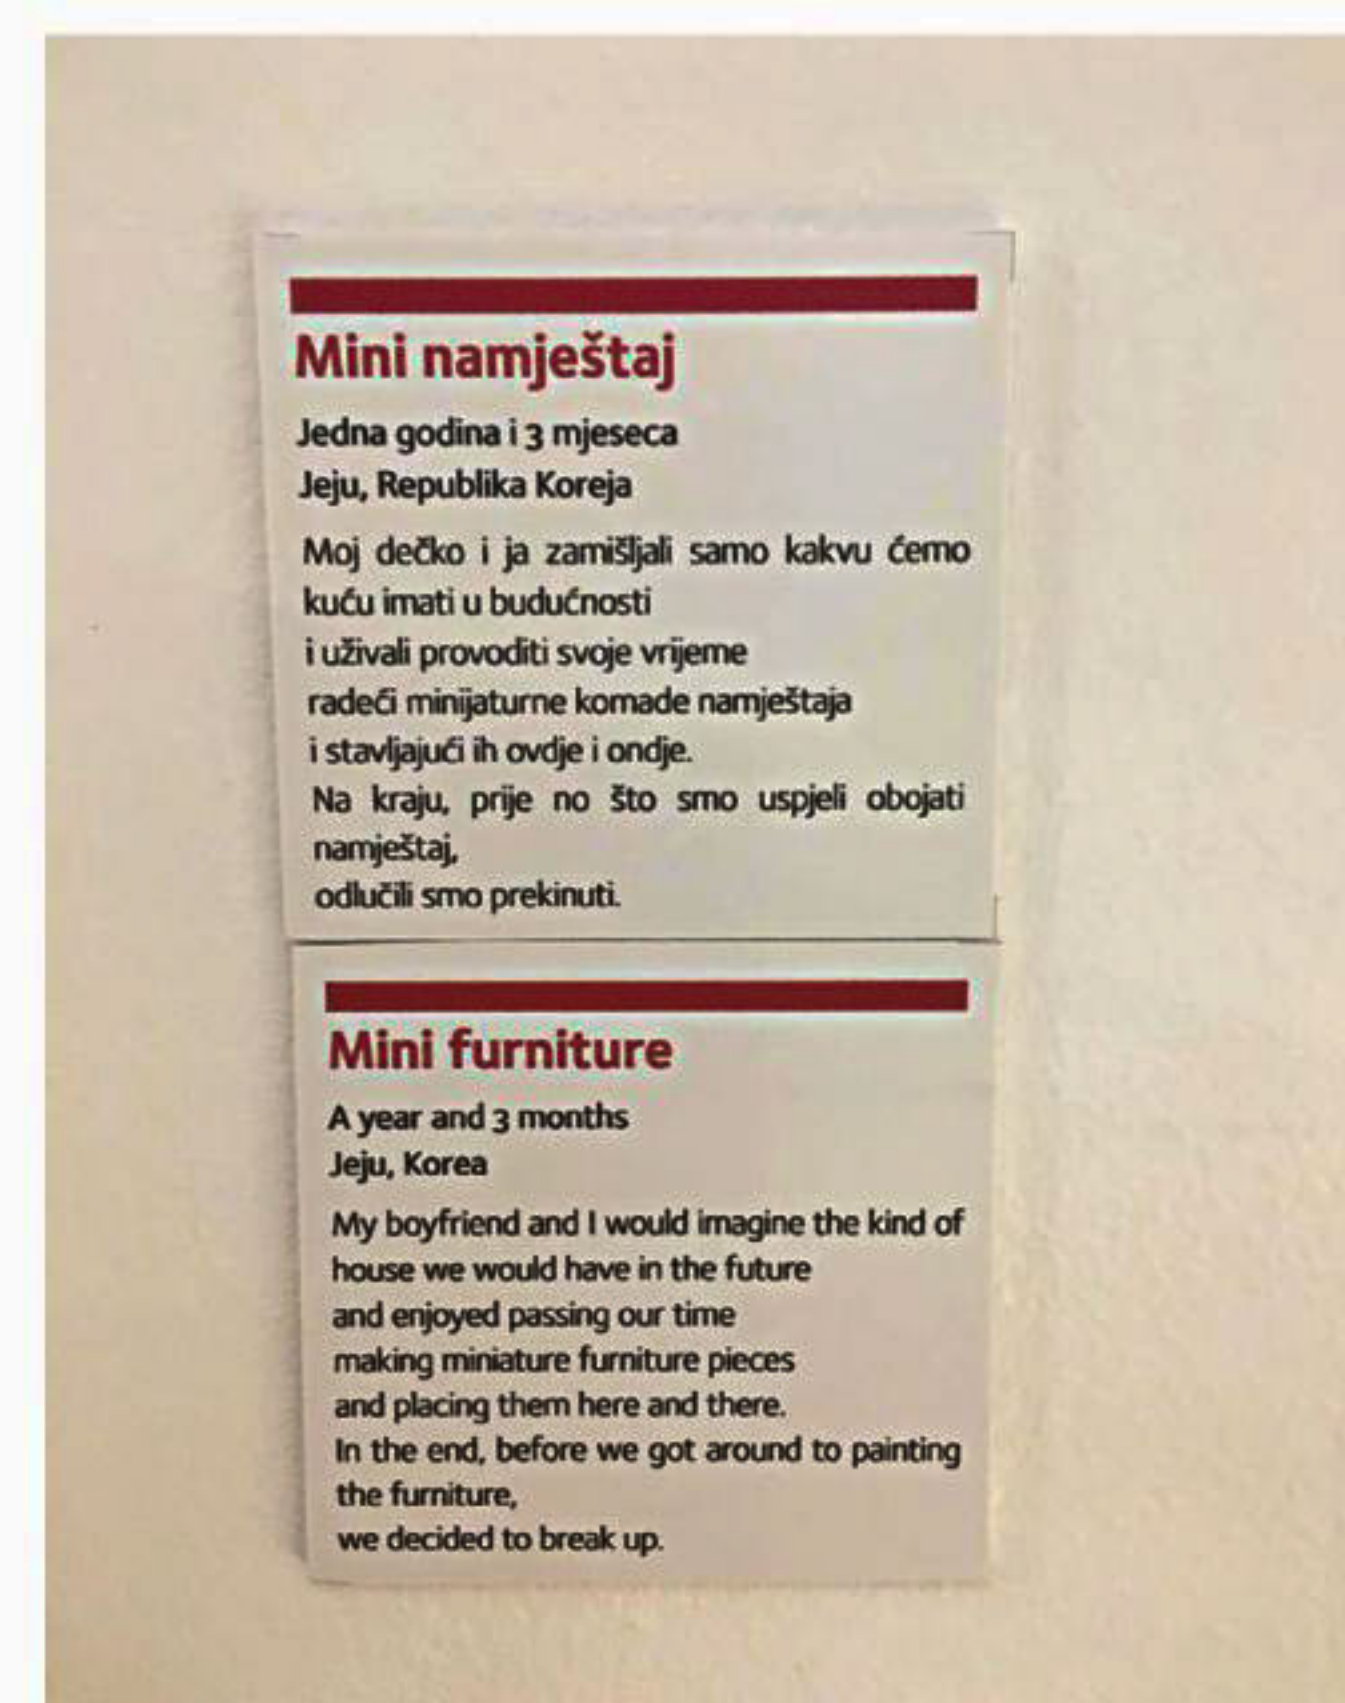 Mini namještaj
Jedna godina i 3 mjeseca
Jeju, Republika Koreja
Moj dečko i ja zamišljali samo kakvu ćemo
kuću imati u budućnosti
i uživali provoditi svoje vrijeme
radeći minijaturne komade namještaja
i stavljajući ih ovdje i ondje.
Na kraju, prije no što smo uspjeli obojati
namještaj,
odlučili smo prekinuti.
Mini furniture
A year and 3 months
Jeju, Korea
My boyfriend and I would imagine the kind of
house we would have in the future
and enjoyed passing our time
making miniature furniture pieces
and placing them here and there.
In the end, before we got around to painting
the furniture,
we decided to break up.